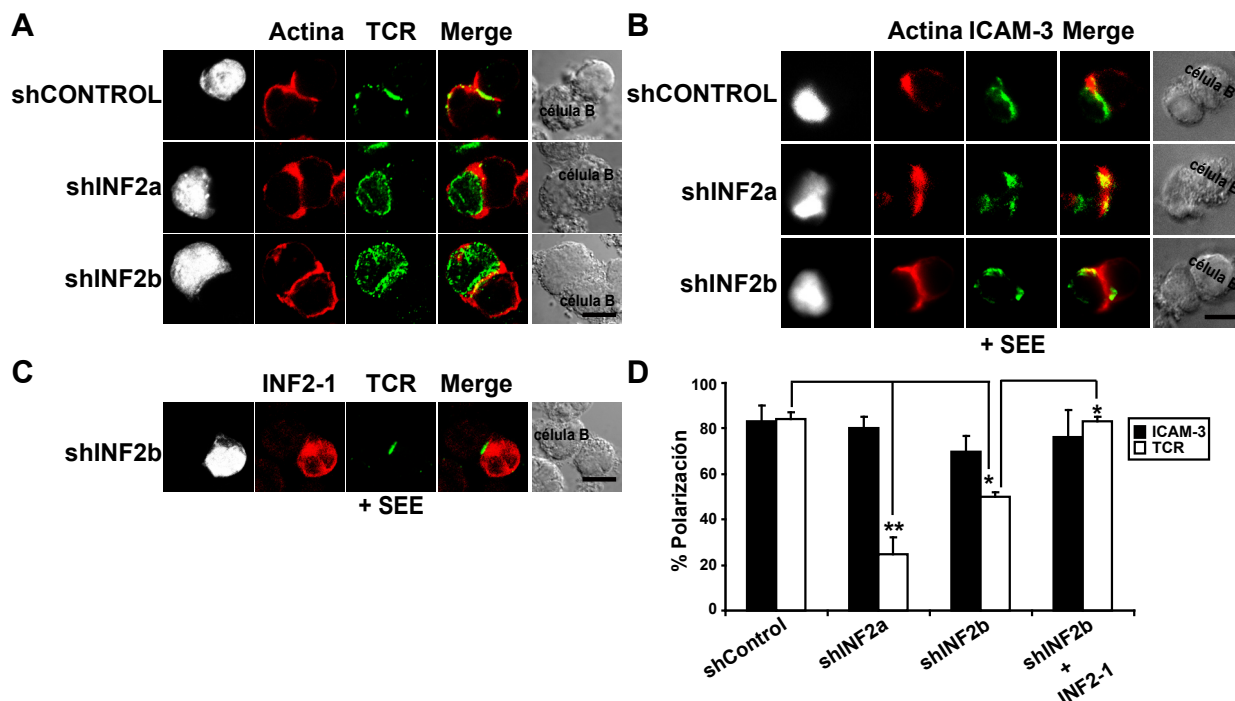 A
Actina TCR Merge
shCONTROL
célula B
shINF2a
célula B
shINF2b
célula B
B
Actina ICAM-3 Merge
shCONTROL
célula B
shINF2a
célula B
shINF2b
célula B
+ SEE
C
INF2-1 TCR Merge
shINF2b
célula B
+ SEE
D
% Polarización
100
80
60
40
20
0
**
*
*
ICAM-3
TCR
shControl
shINF2a
shINF2b
shINF2b
+
INF2-1